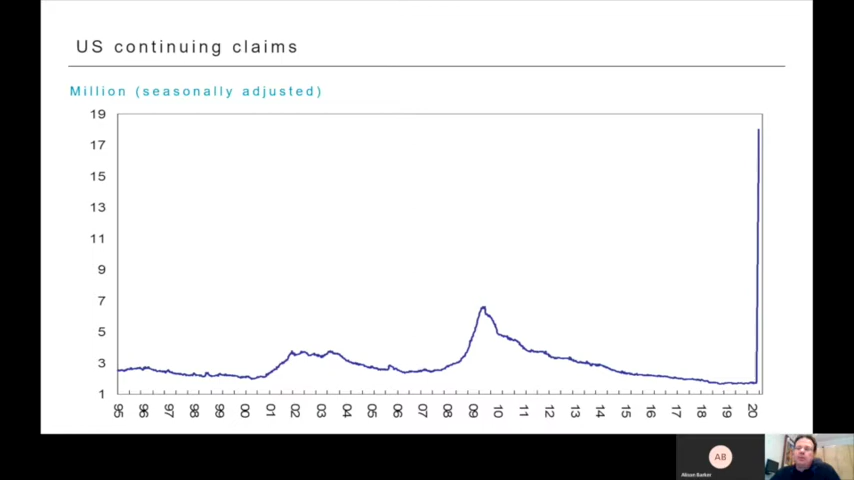 US continuing claims
Million (seasonally adjusted)
19
17
15
13
11
9
7
5
3
1
95 96 97 98 99 00 01 02 03 04 05 06 07 08 09 10 11 12 13 14 15 16 17 18 19 20
AB
Alison Barker